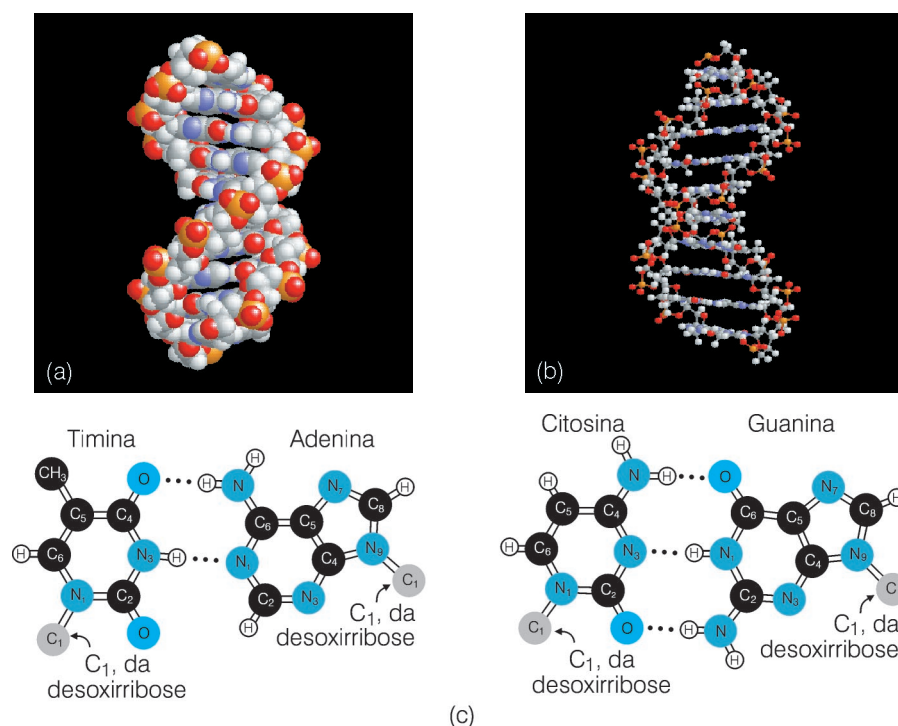 (a)
(b)
Timina
Adenina
CH₃
O
H
H
N
N₇
H
C₈
C₅
C₄
C₆
C₅
H
C₆
N₃
H
N₁
C₄
N₉
N₁
C₂
C₂
N₃
C₁
C₁
O
H
C₁, da
desoxirribose
C₁, da
desoxirribose
Citosina
Guanina
H
N
H
O
N₇
H
H
C₅
C₄
C₆
C₅
C₈
H
C₆
N₃
H
N₁
C₄
N₉
N₁
C₂
C₂
N₃
C₁
C₁
O
H
N
H
C₁, da
desoxirribose
C₁, da
desoxirribose
(c)